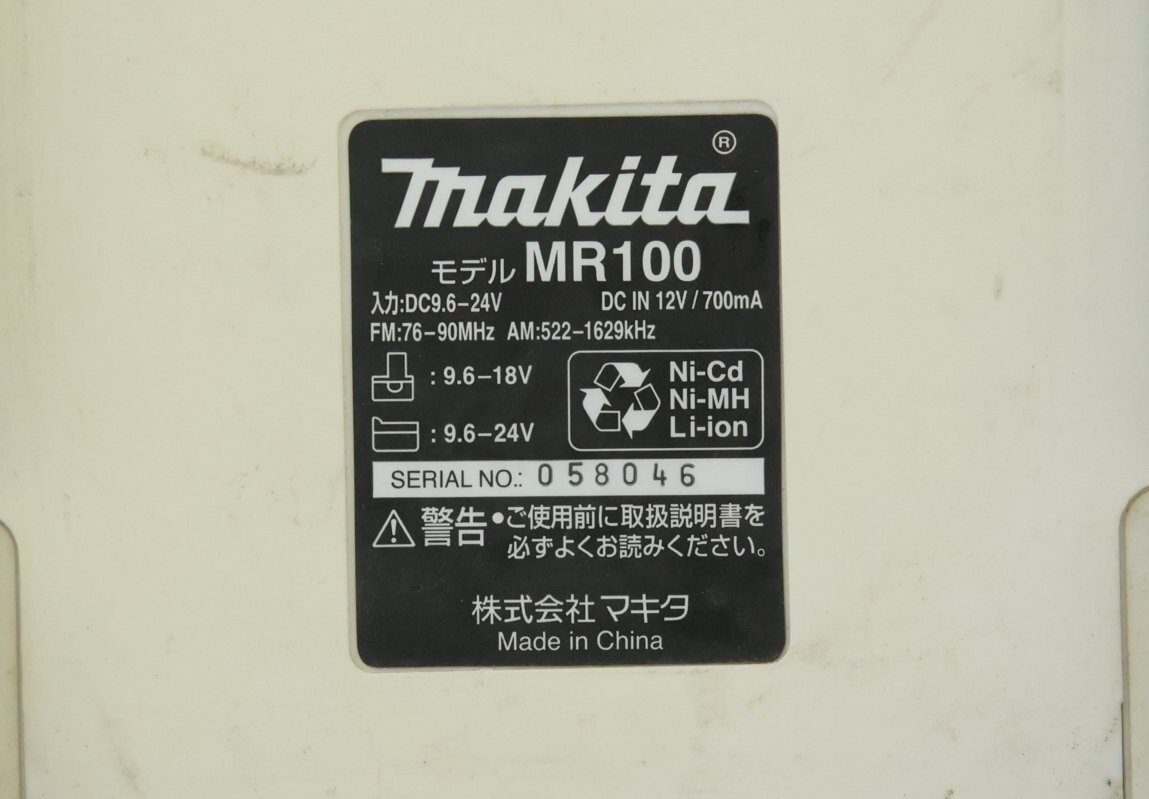 makita®
モデル MR100
入力:DC9.6–24V DC IN 12V / 700mA
FM:76–90MHz AM:522–1629kHz
: 9.6–18V
: 9.6–24V
Ni-Cd
Ni-MH
Li-ion
SERIAL NO.: 058046
警告 •ご使用前に取扱説明書を
必ずよくお読みください。
株式会社 マキタ
Made in China